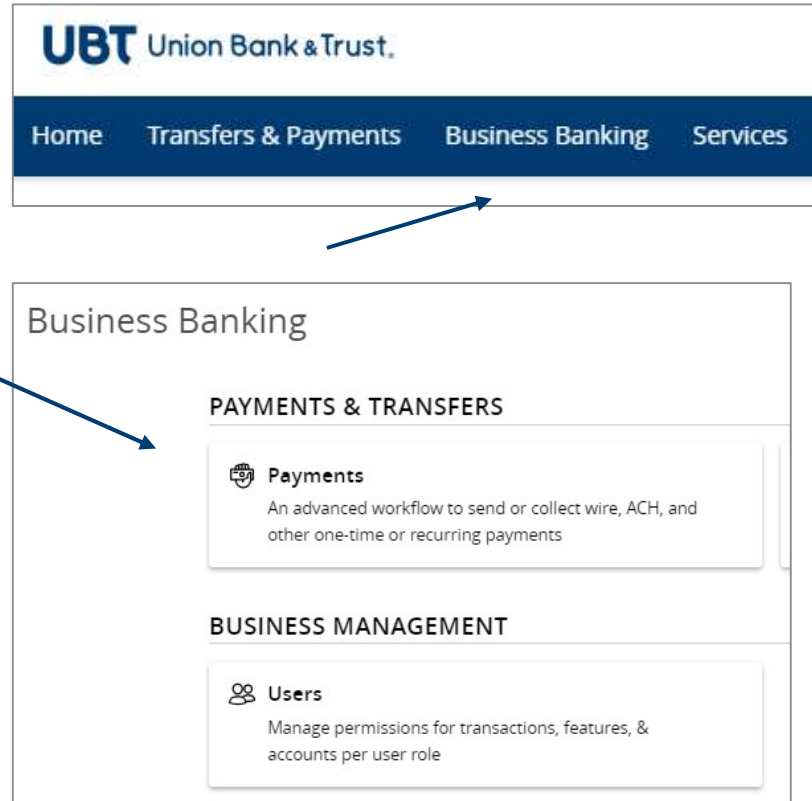 UBT Union Bank & Trust.
Home Transfers & Payments Business Banking Services
Business Banking
PAYMENTS & TRANSFERS
Payments
An advanced workflow to send or collect wire, ACH, and
other one-time or recurring payments
BUSINESS MANAGEMENT
Users
Manage permissions for transactions, features, &
accounts per user role